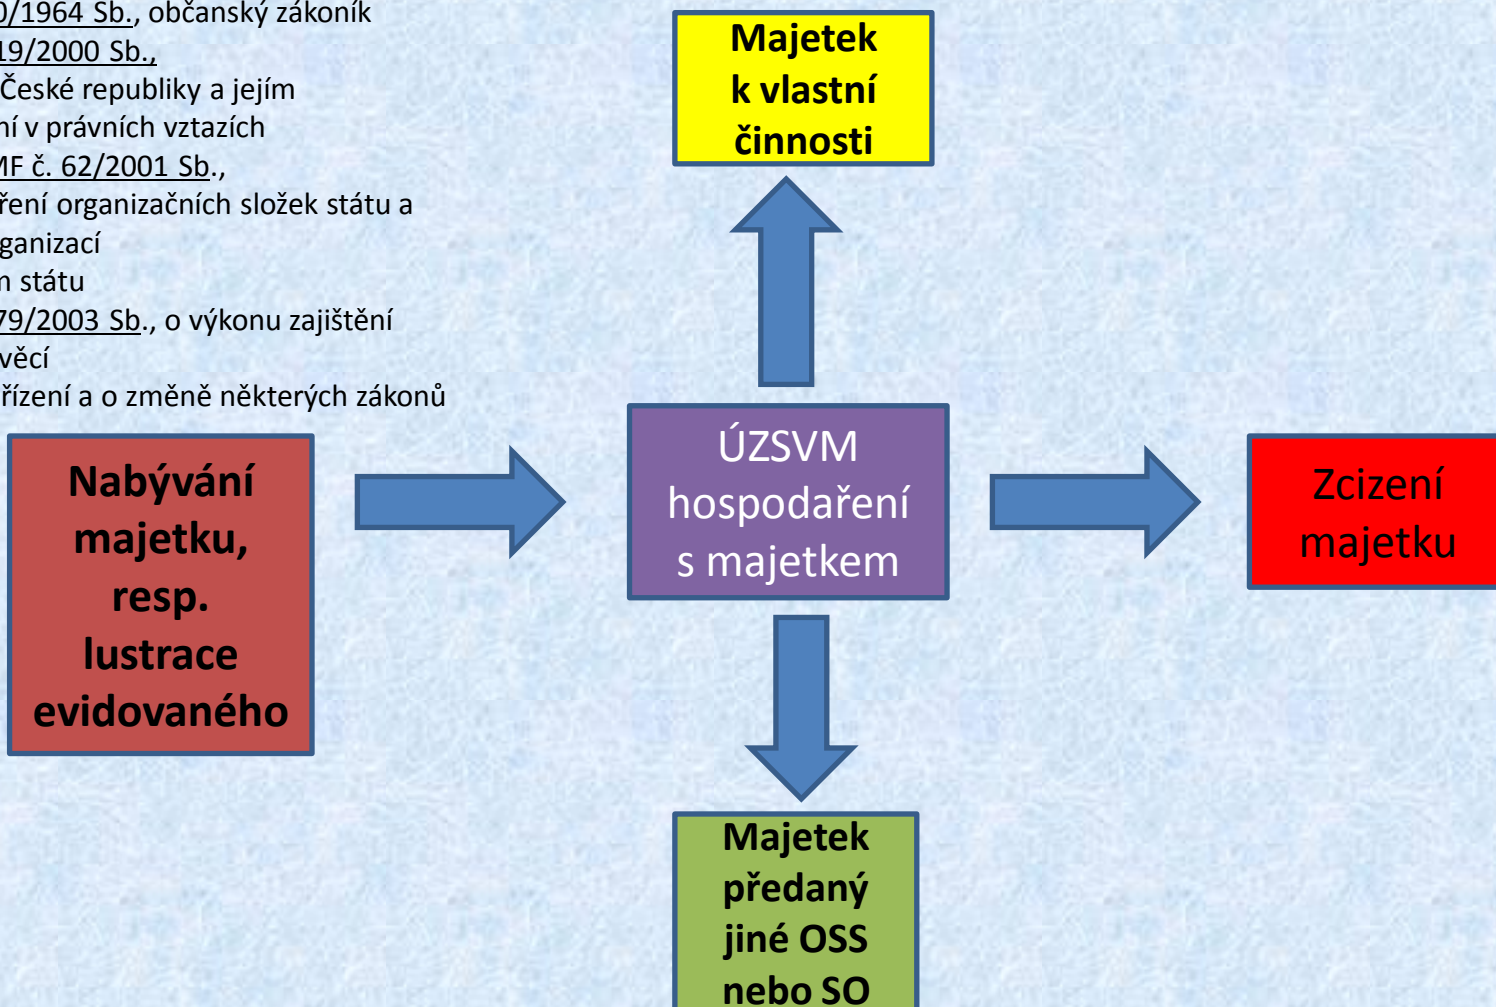 0/1964 Sb., občanský zákoník
19/2000 Sb.,
České republiky a jejím
ní v právních vztazích
MF č. 62/2001 Sb.,
ření organizačních složek státu a
ganizací
m státu
79/2003 Sb., o výkonu zajištění
věcí
řízení a o změně některých zákonů
Majetek
k vlastní
činnosti
Nabývání
majetku,
resp.
lustrace
evidovaného
ÚZSVM
hospodaření
s majetkem
Zcizení
majetku
Majetek
předaný
jiné OSS
nebo SO